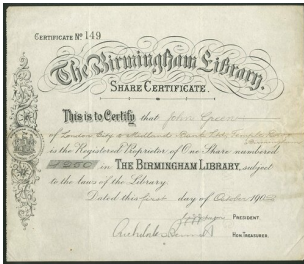 CERTIFICATE Nº 149
The Birmingham Library.
SHARE CERTIFICATE.
This is to Certify that John
of London City & Midland Bank
is the Registered Proprietor of One Share numbered
in THE BIRMINGHAM LIBRARY, subject
to the laws of the Library.
Dated this first day of October 190
PRESIDENT.
HON. TREASURER.